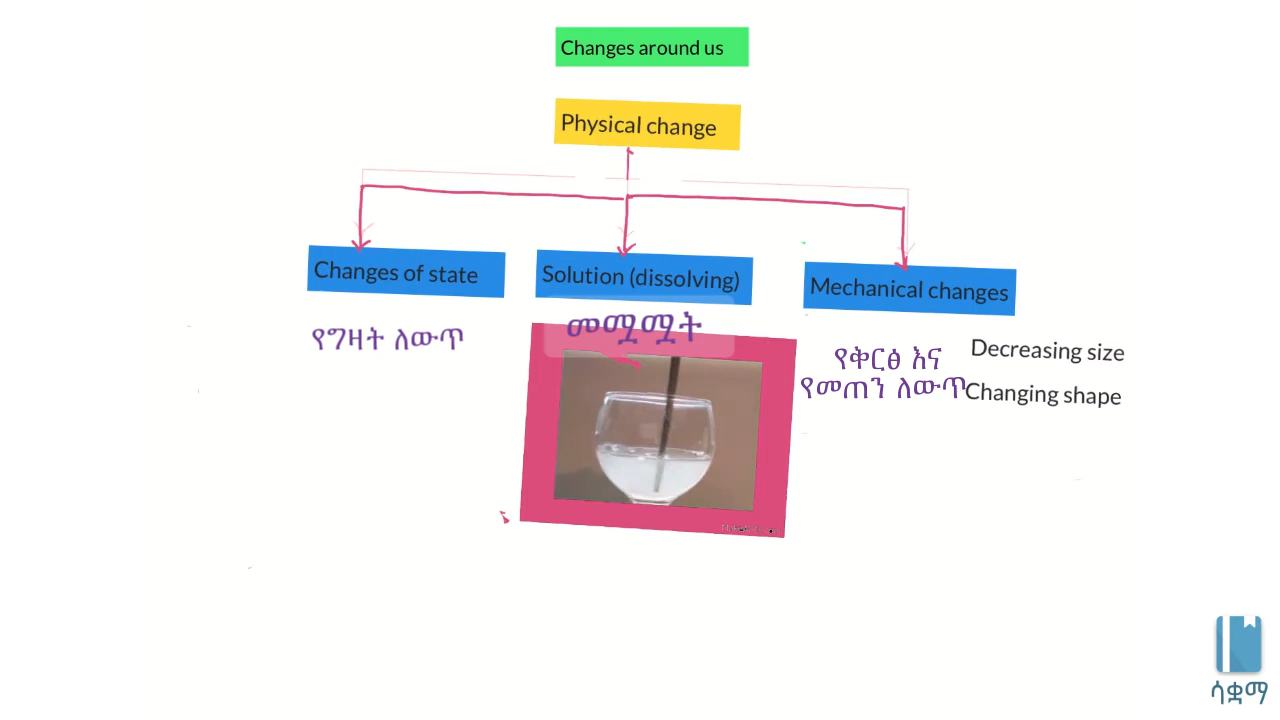 Changes around us
Physical change
Changes of state
Solution (dissolving)
Mechanical changes
የግዛት ለውጥ
መሟሟት
የቅርፅ እና
የመጠን ለውጥ
Decreasing size
Changing shape
ሳቋማ